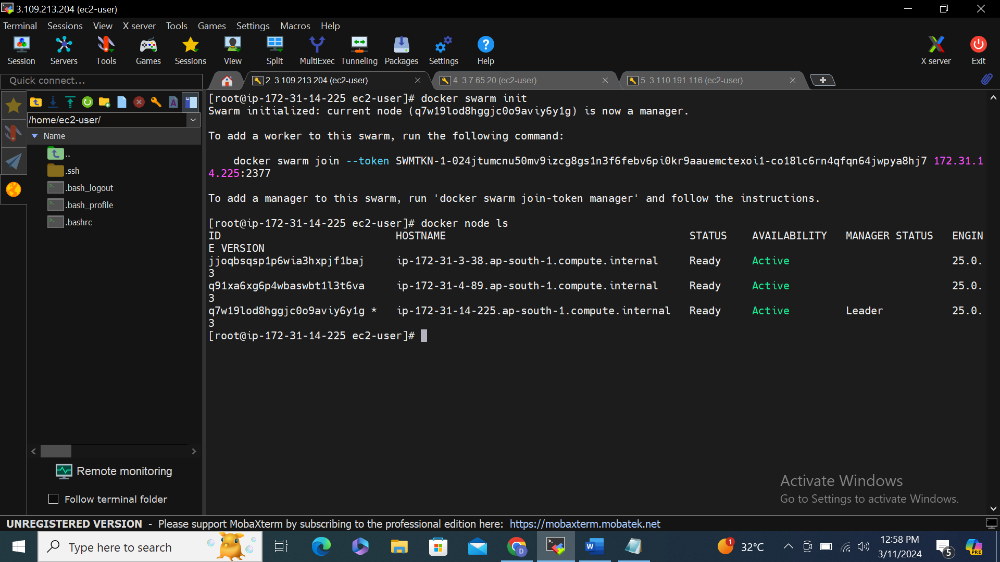 3.109.213.204 (ec2-user)
Terminal Sessions View X server Tools Games Settings Macros Help
Session Servers Tools Games Sessions View Split MultiExec Tunneling Packages Settings Help X server Exit
Quick connect...
2. 3.109.213.204 (ec2-user) 4. 3.7.65.20 (ec2-user) 5. 3.110.191.116 (ec2-user)
/home/ec2-user/
Name
..
.ssh
.bash_logout
.bash_profile
.bashrc
Remote monitoring
Follow terminal folder
[root@ip-172-31-14-225 ec2-user]# docker swarm init
Swarm initialized: current node (q7w19lod8hggjc0o9aviy6y1g) is now a manager.
To add a worker to this swarm, run the following command:
docker swarm join --token SWMTKN-1-024jtumcnu50mv9izcg8gs1n3f6febv6pi0kr9aauemctexoi1-co18lc6rn4qfqn64jwpya8hj7 172.31.1
4.225:2377
To add a manager to this swarm, run 'docker swarm join-token manager' and follow the instructions.
[root@ip-172-31-14-225 ec2-user]# docker node ls
ID HOSTNAME STATUS AVAILABILITY MANAGER STATUS ENGIN
E VERSION
jjoqbsqsp1p6wia3hxpjf1baj ip-172-31-3-38.ap-south-1.compute.internal Ready Active 25.0.
3
q91xa6xg6p4wbaswbt1l3t6va ip-172-31-4-89.ap-south-1.compute.internal Ready Active 25.0.
3
q7w19lod8hggjc0o9aviy6y1g * ip-172-31-14-225.ap-south-1.compute.internal Ready Active Leader 25.0.
3
[root@ip-172-31-14-225 ec2-user]#
Activate Windows
Go to Settings to activate Windows.
UNREGISTERED VERSION - Please support MobaXterm by subscribing to the professional edition here: https://mobaxterm.mobatek.net
Type here to search
1
32°C
12:58 PM
3/11/2024
5
PRE